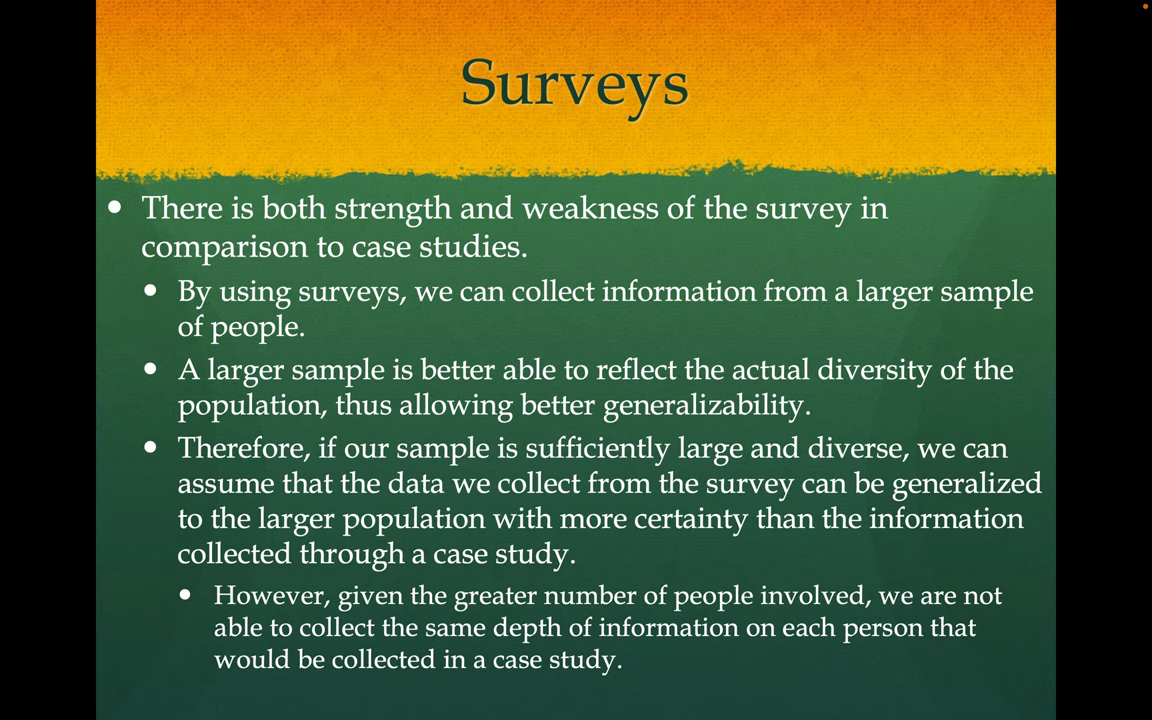 Surveys
• There is both strength and weakness of the survey in
comparison to case studies.
• By using surveys, we can collect information from a larger sample
of people.
• A larger sample is better able to reflect the actual diversity of the
population, thus allowing better generalizability.
• Therefore, if our sample is sufficiently large and diverse, we can
assume that the data we collect from the survey can be generalized
to the larger population with more certainty than the information
collected through a case study.
• However, given the greater number of people involved, we are not
able to collect the same depth of information on each person that
would be collected in a case study.